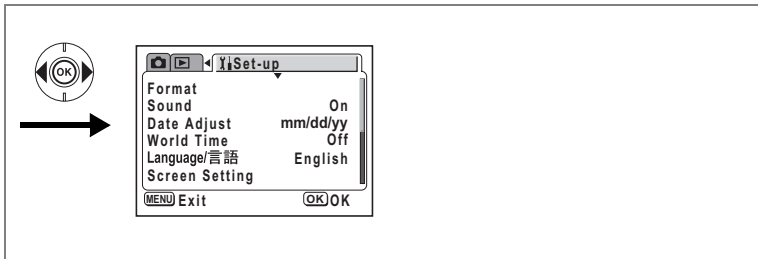 OK
Set-up
Format
Sound On
Date Adjust mm/dd/yy
World Time Off
Language/言語 English
Screen Setting
MENU Exit OK OK